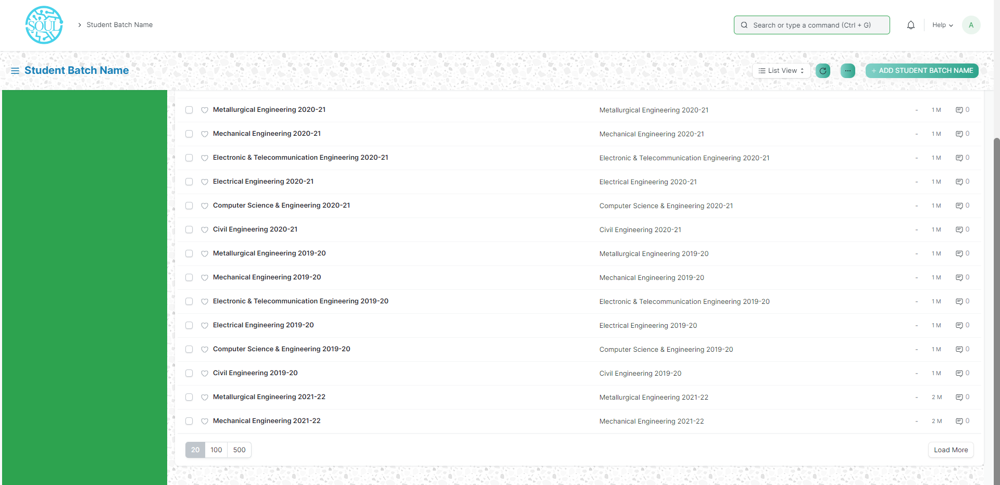 SOUL
Student Batch Name
Search or type a command (Ctrl + G)
Help
A
Student Batch Name
List View
···
+ ADD STUDENT BATCH NAME
Metallurgical Engineering 2020-21 Metallurgical Engineering 2020-21 - 1 M 0
Mechanical Engineering 2020-21 Mechanical Engineering 2020-21 - 1 M 0
Electronic & Telecommunication Engineering 2020-21 Electronic & Telecommunication Engineering 2020-21 - 1 M 0
Electrical Engineering 2020-21 Electrical Engineering 2020-21 - 1 M 0
Computer Science & Engineering 2020-21 Computer Science & Engineering 2020-21 - 1 M 0
Civil Engineering 2020-21 Civil Engineering 2020-21 - 1 M 0
Metallurgical Engineering 2019-20 Metallurgical Engineering 2019-20 - 1 M 0
Mechanical Engineering 2019-20 Mechanical Engineering 2019-20 - 1 M 0
Electronic & Telecommunication Engineering 2019-20 Electronic & Telecommunication Engineering 2019-20 - 1 M 0
Electrical Engineering 2019-20 Electrical Engineering 2019-20 - 1 M 0
Computer Science & Engineering 2019-20 Computer Science & Engineering 2019-20 - 1 M 0
Civil Engineering 2019-20 Civil Engineering 2019-20 - 1 M 0
Metallurgical Engineering 2021-22 Metallurgical Engineering 2021-22 - 2 M 0
Mechanical Engineering 2021-22 Mechanical Engineering 2021-22 - 2 M 0
20 100 500 Load More